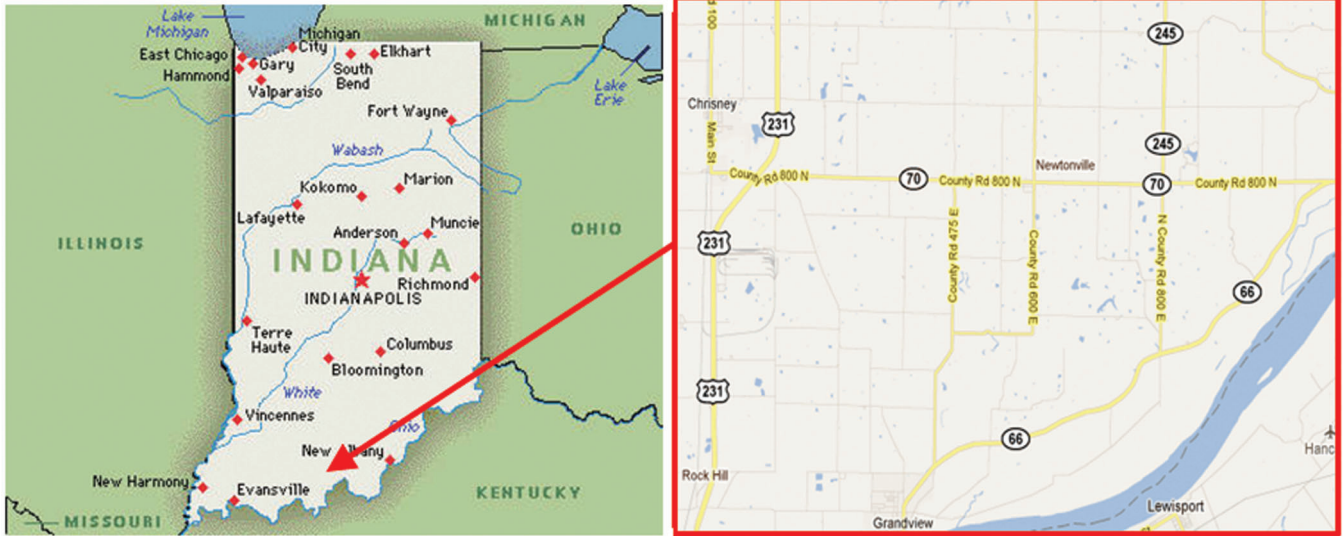 Lake
Michigan
MICHIGAN
Michigan
City
East Chicago
Gary
Hammond
Valparaiso
South
Bend
Elkhart
Lake
Erie
Fort Wayne
Wabash
Kokomo
Marion
Lafayette
Muncie
Anderson
ILLINOIS
OHIO
INDIANA
Richmond
INDIANAPOLIS
Terre
Haute
Columbus
Bloomington
White
Vincennes
Ohio
New Albany
New Harmony
Evansville
KENTUCKY
MISSOURI
d 100
245
Chrisney
231
Main St
245
Newtonville
County Rd 800 N
70
County Rd 800 N
70
County Rd 800 N
231
County Rd 475 E
County Rd 600 E
N County Rd 800 E
66
231
66
Rock Hill
Hanc
Lewisport
Grandview